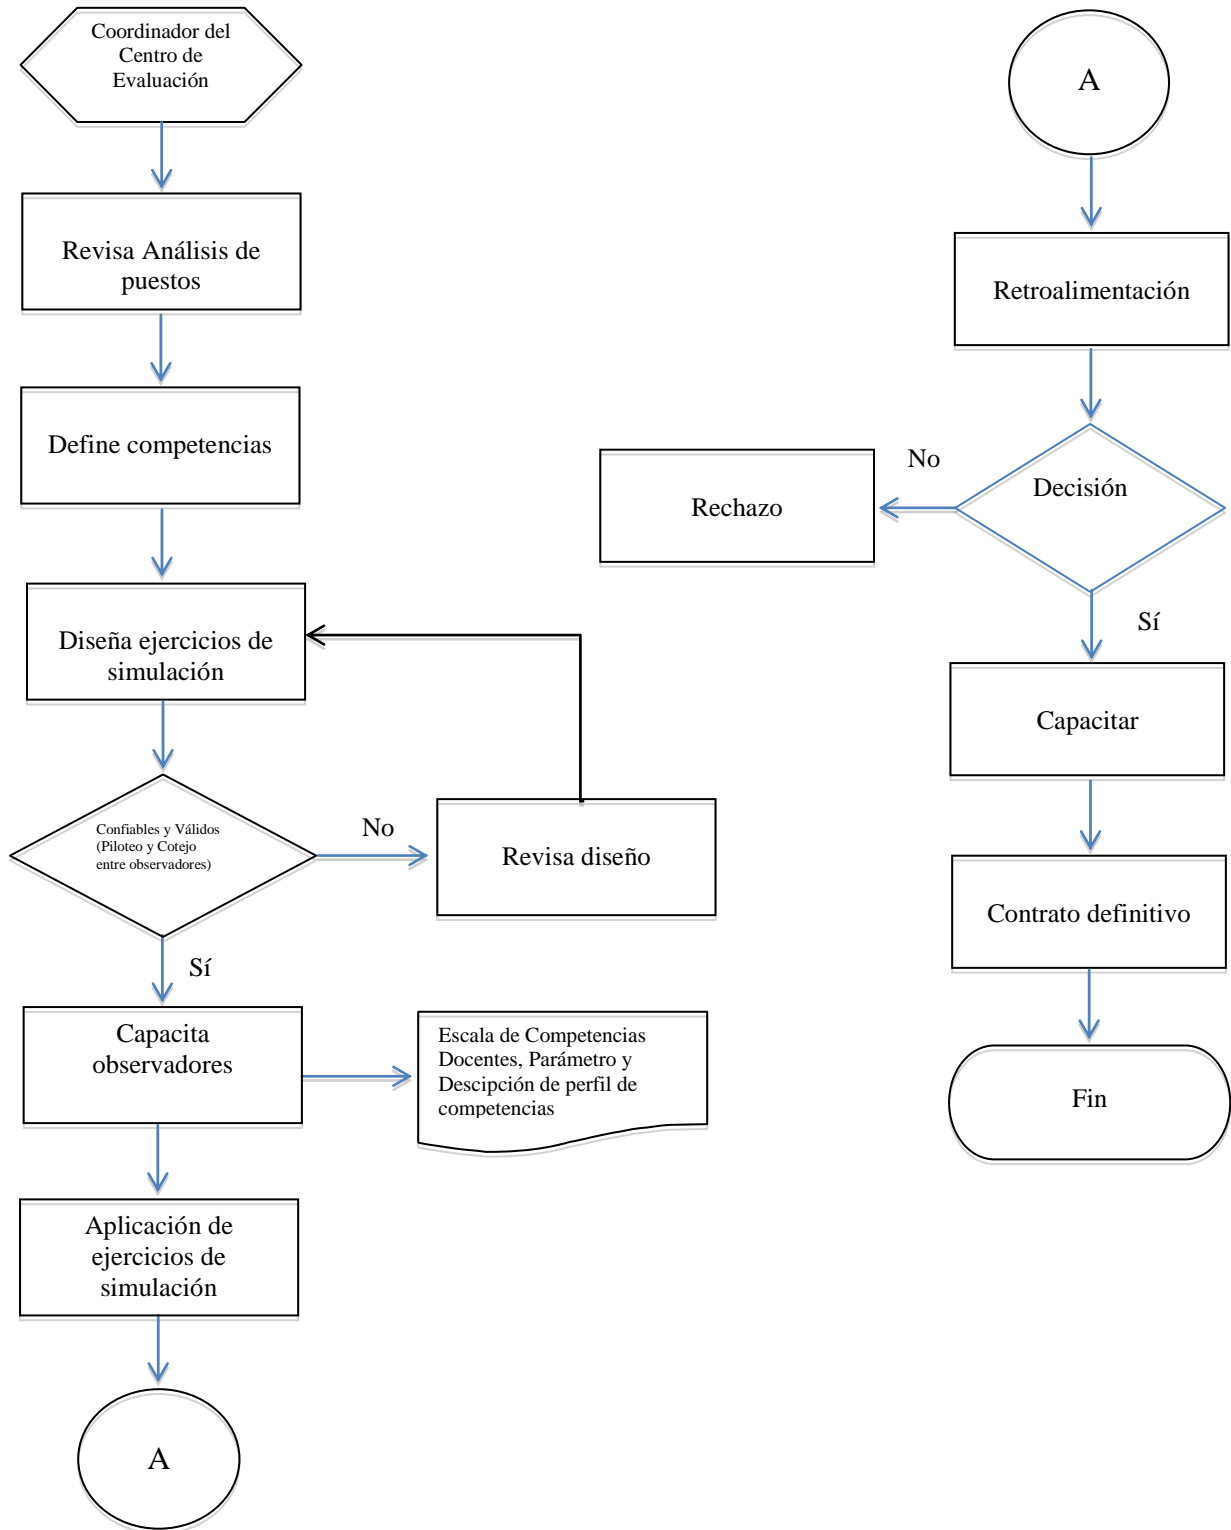 Coordinador del
Centro de
Evaluación
Revisa Análisis de
puestos
Define competencias
Diseña ejercicios de
simulación
Confiables y Válidos
(Piloteo y Cotejo
entre observadores)
No
Revisa diseño
Sí
Capacita
observadores
Escala de Competencias
Docentes, Parámetro y
Descipción de perfil de
competencias
Aplicación de
ejercicios de
simulación
A
A
Retroalimentación
Decisión
No
Rechazo
Sí
Capacitar
Contrato definitivo
Fin